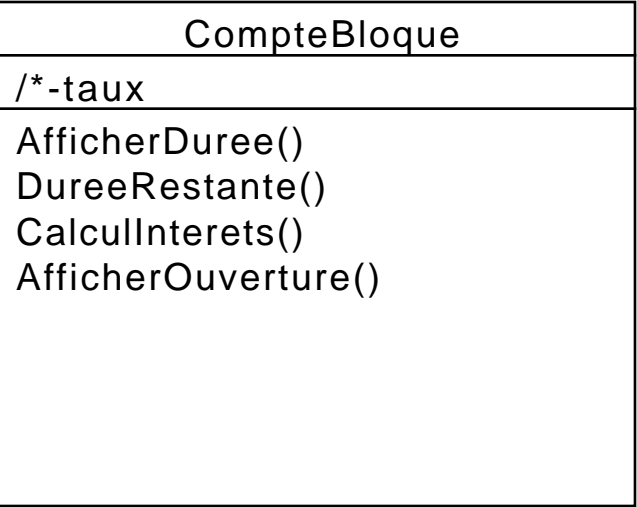 CompteBloque
/*-taux
AfficherDuree()
DureeRestante()
CalculInterets()
AfficherOuverture()